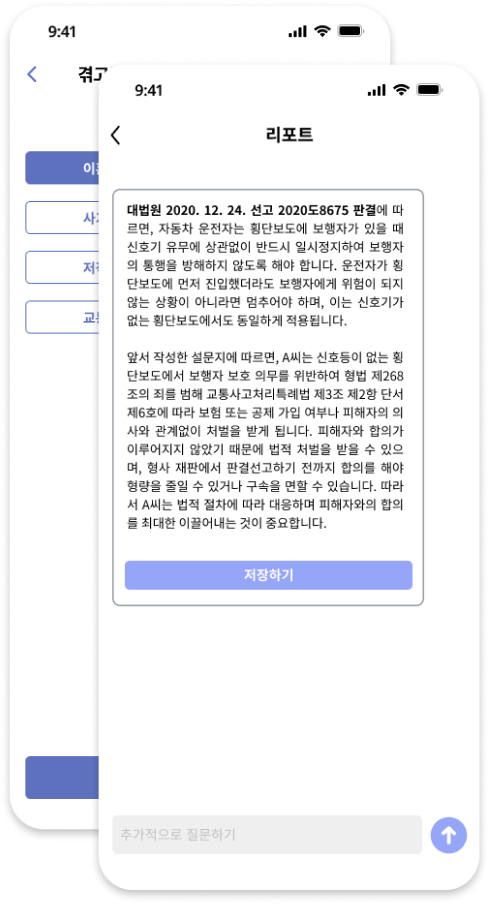 9:41
9:41
리포트
대법원 2020. 12. 24. 선고 2020도8675 판결에 따
르면, 자동차 운전자는 횡단보도에 보행자가 있을 때
신호기 유무에 상관없이 반드시 일시정지하여 보행자
의 통행을 방해하지 않도록 해야 합니다. 운전자가 횡
단보도에 먼저 진입했더라도 보행자에게 위험이 되지
않는 상황이 아니라면 멈추어야 하며, 이는 신호기가
없는 횡단보도에서도 동일하게 적용됩니다.
앞서 작성한 설문지에 따르면, A씨는 신호등이 없는 횡
단보도에서 보행자 보호 의무를 위반하여 형법 제268
조의 죄를 범해 교통사고처리특례법 제3조 제2항 단서
제6호에 따라 보험 또는 공제 가입 여부나 피해자의 의
사와 관계없이 처벌을 받게 됩니다. 피해자와 합의가
이루어지지 않았기 때문에 법적 처벌을 받을 수 있으
며, 형사 재판에서 판결선고하기 전까지 합의를 해야
형량을 줄일 수 있거나 구속을 면할 수 있습니다. 따라
서 A씨는 법적 절차에 따라 대응하며 피해자와의 합의
를 최대한 이끌어내는 것이 중요합니다.
저장하기
추가적으로 질문하기